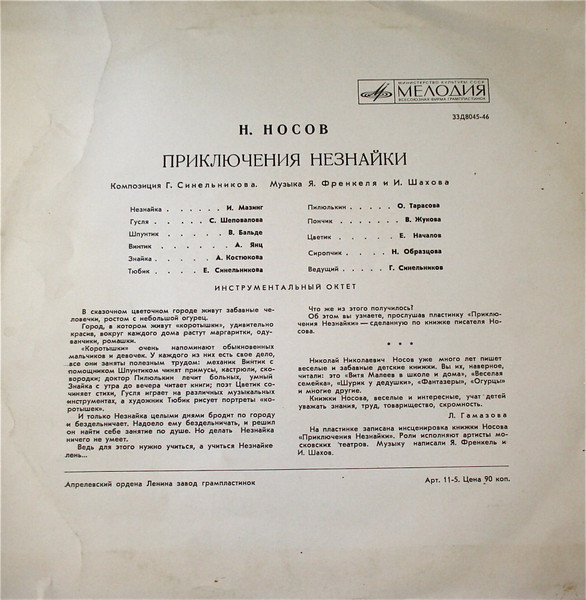 МИНИСТЕРСТВО КУЛЬТУРЫ СССР
МЕЛОДИЯ
ВСЕСОЮЗНАЯ ФИРМА ГРАМПЛАСТИНОК
33Д8045-46
Н. НОСОВ
ПРИКЛЮЧЕНИЯ НЕЗНАЙКИ
Композиция Г. Синельникова. Музыка Я. Френкеля и И. Шахова
Незнайка . . . . . . И. Мазинг
Гусля . . . . . С. Шеповалова
Шпунтик . . . . . . В. Бальде
Винтик . . . . . . А. Яиц
Знайка . . . . . А. Костюкова
Тюбик . . . . Е. Синельникова
Пилюлькин . . . . О. Тарасова
Пончик . . . . . . В. Жукова
Цветик . . . . . Е. Началов
Сиропчик . . . . Н. Образцова
Ведущий . . . . Г. Синельников
ИНСТРУМЕНТАЛЬНЫЙ ОКТЕТ
В сказочном цветочном городе живут забавные че-
ловечки, ростом с небольшой огурец.
Город, в котором живут «коротышки», удивительно
красив, вокруг каждого дома растут маргаритки, оду-
ванчики, ромашки.
«Коротышки» очень напоминают обыкновенных
мальчиков и девочек. У каждого из них есть свое дело,
все они заняты полезным трудом: механик Винтик с
помощником Шпунтиком чинят примусы, кастрюли, ско-
вородки; доктор Пилюлькин лечит больных, умный
Знайка с утра до вечера читает книги; поэт Цветик со-
чиняет стихи, Гусля играет на различных музыкальных
инструментах, а художник Тюбик рисует портреты «ко-
ротышек».
И только Незнайка целыми днями бродит по городу
и бездельничает. Надоело ему бездельничать, и решил
он найти себе занятие по душе. Но делать Незнайка
ничего не умеет.
Ведь для этого нужно учиться, а учиться Незнайке
лень...
Что же из этого получилось?
Об этом вы узнаете, прослушав пластинку «Приклю-
чения Незнайки» — сделанную по книжке писателя Но-
сова.
* * *
Николай Николаевич Носов уже много лет пишет
веселые и забавные детские книжки. Вы их, наверное,
читали: это «Витя Малеев в школе и дома», «Веселая
семейка», «Шурик у дедушки», «Фантазеры», «Огурцы»
и многие другие.
Книжки Носова, веселые и интересные, учат детей
уважать знания, труд, товарищество, скромность.
Л. Гамазова
На пластинке записана инсценировка книжки Носова
«Приключения Незнайки». Роли исполняют артисты мо-
сковских театров. Музыку написали Я. Френкель и
И. Шахов.
Апрелевский ордена Ленина завод грампластинок
Арт. 11-5. Цена 90 коп.